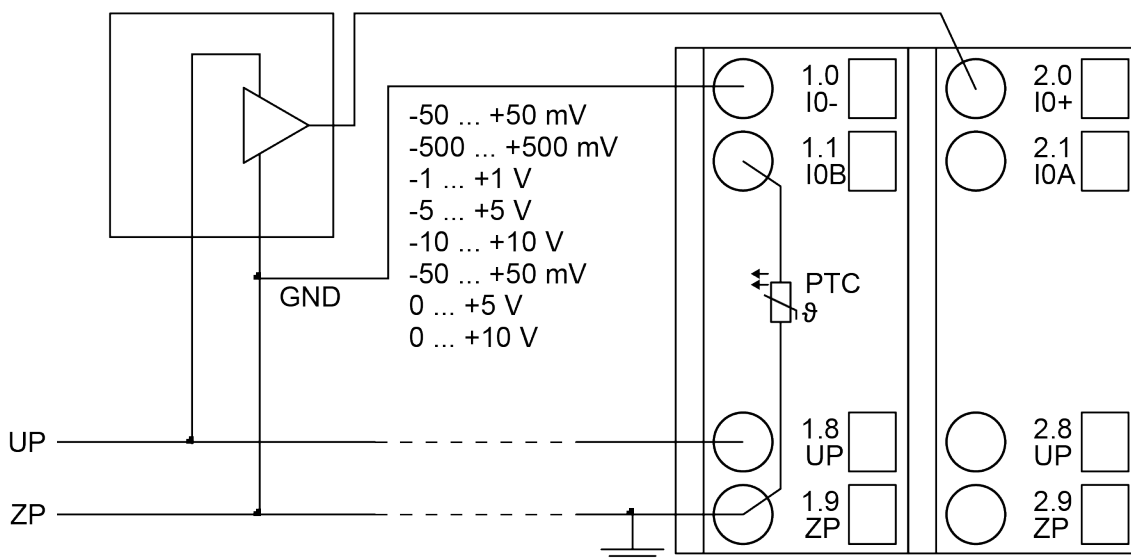 1.0
I0-
2.0
I0+
-50 ... +50 mV
-500 ... +500 mV
-1 ... +1 V
-5 ... +5 V
-10 ... +10 V
-50 ... +50 mV
0 ... +5 V
0 ... +10 V
1.1
I0B
2.1
I0A
GND
PTC
ϑ
UP
1.8
UP
2.8
UP
ZP
1.9
ZP
2.9
ZP